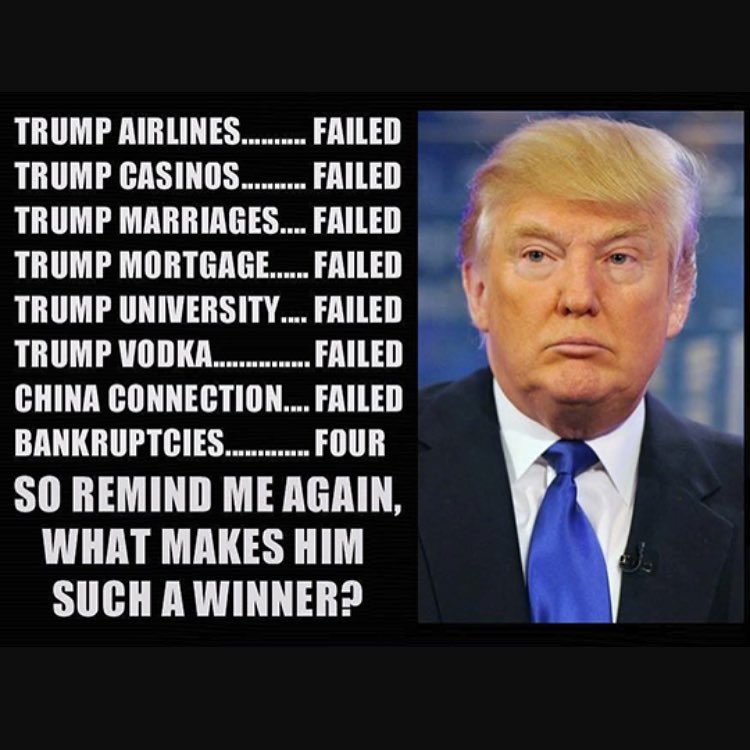 TRUMP AIRLINES.......... FAILED
TRUMP CASINOS.......... FAILED
TRUMP MARRIAGES.... FAILED
TRUMP MORTGAGE...... FAILED
TRUMP UNIVERSITY.... FAILED
TRUMP VODKA............... FAILED
CHINA CONNECTION.... FAILED
BANKRUPTCIES............. FOUR
SO REMIND ME AGAIN,
WHAT MAKES HIM
SUCH A WINNER?